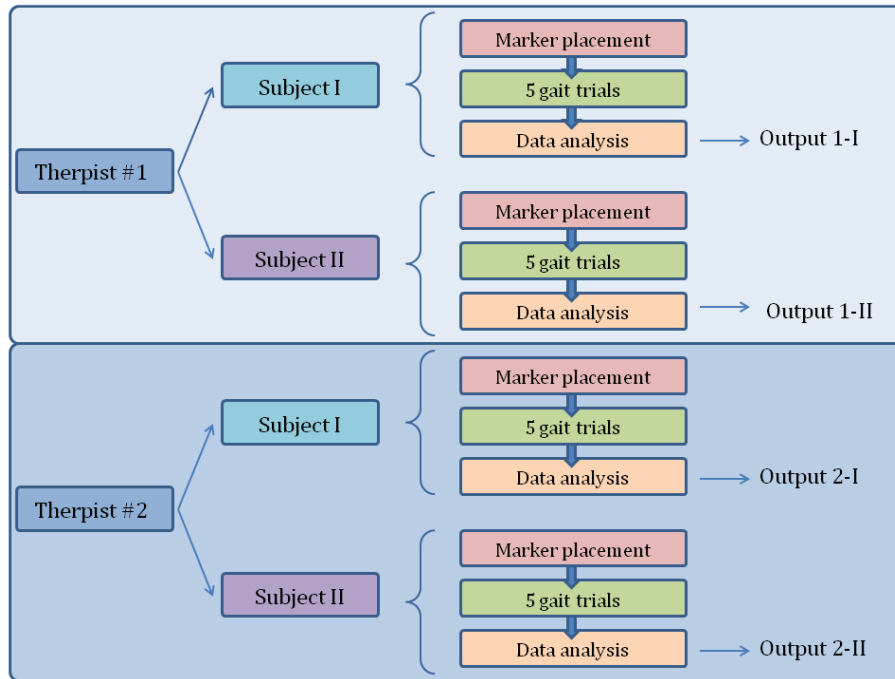 Therpist #1
Subject I
Marker placement
5 gait trials
Data analysis
Output 1-I
Subject II
Marker placement
5 gait trials
Data analysis
Output 1-II
Therpist #2
Subject I
Marker placement
5 gait trials
Data analysis
Output 2-I
Subject II
Marker placement
5 gait trials
Data analysis
Output 2-II